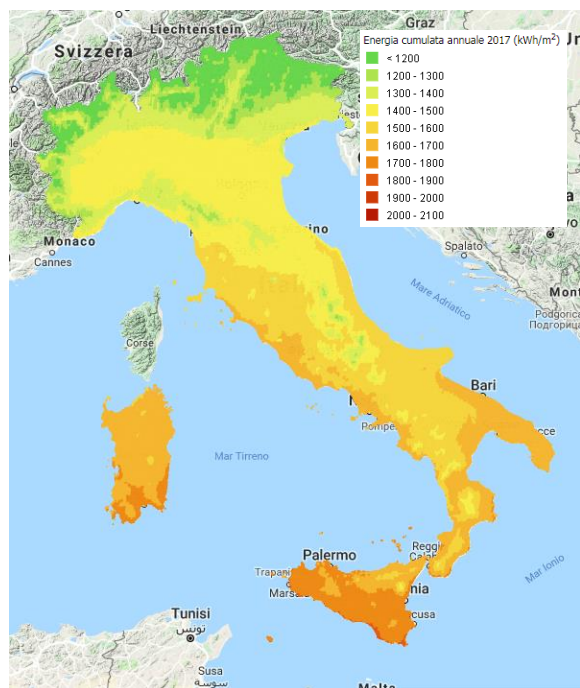 Liechtenstein
Graz
Svizzera
Energia cumulata annuale 2017 (kWh/m²)
< 1200
1200 - 1300
1300 - 1400
1400 - 1500
1500 - 1600
1600 - 1700
1700 - 1800
1800 - 1900
1900 - 2000
2000 - 2100
Monaco
Cannes
Spalato
Mare Adriatico
Podgorica
Подгорица
Corse
Bari
Mar Tirreno
Mar Ionio
Palermo
Tunisi
تونس
Susa
سوسة
Malta